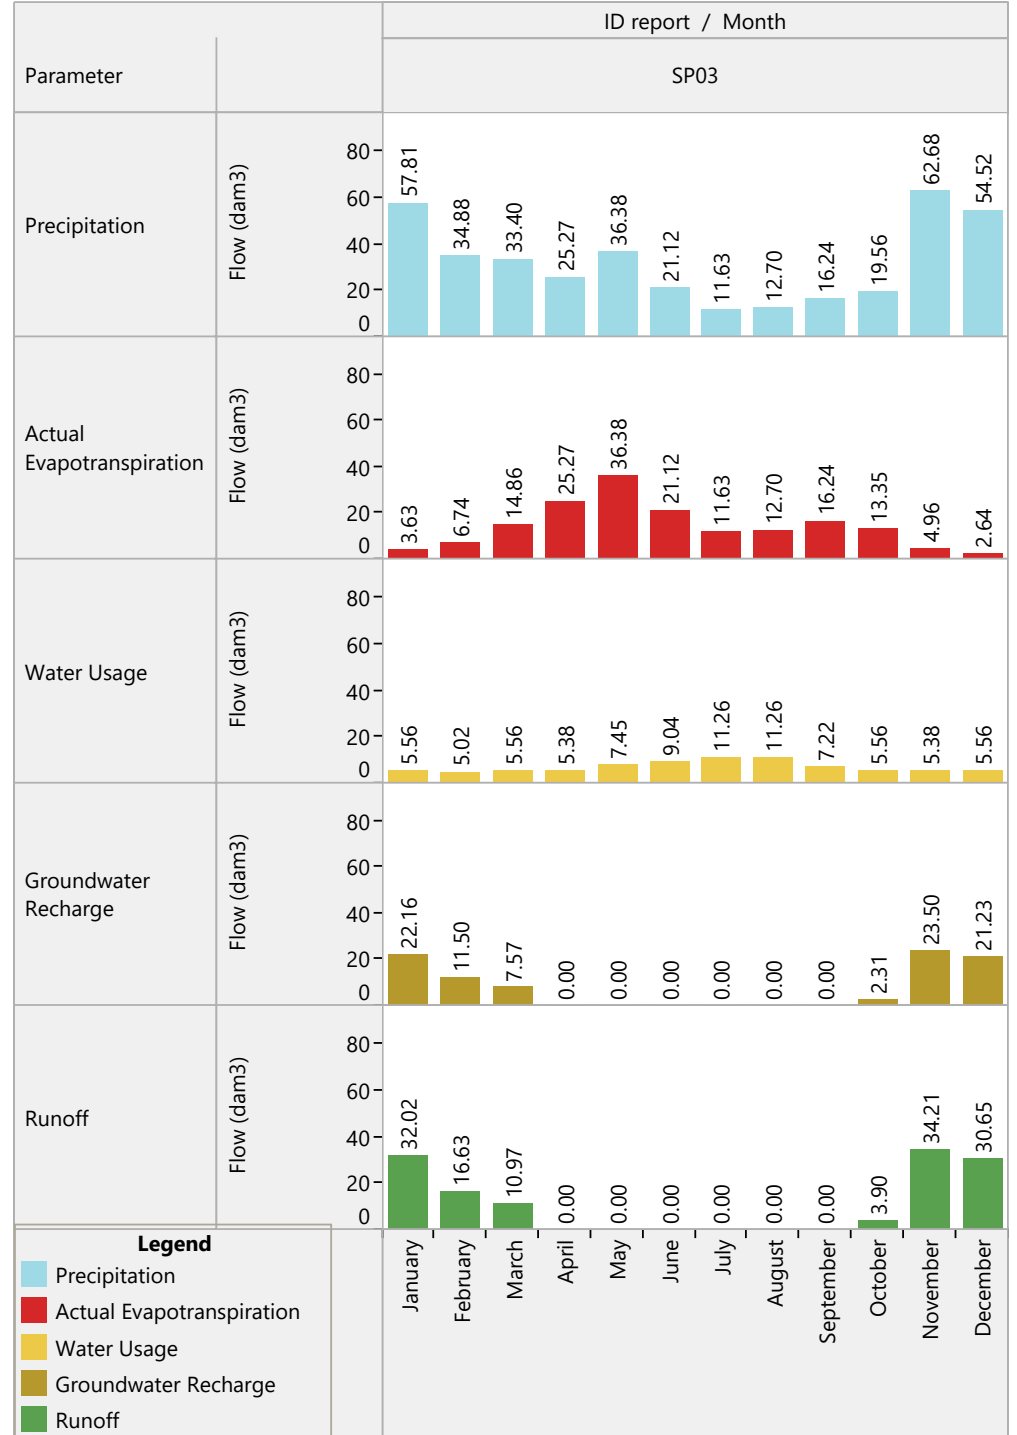 ID report / Month
Parameter
SP03
Precipitation
Flow (dam3)
80
60
40
20
0
57.81
34.88
33.40
25.27
36.38
21.12
11.63
12.70
16.24
19.56
62.68
54.52
Actual
Evapotranspiration
Flow (dam3)
80
60
40
20
0
3.63
6.74
14.86
25.27
36.38
21.12
11.63
12.70
16.24
13.35
4.96
2.64
Water Usage
Flow (dam3)
80
60
40
20
0
5.56
5.02
5.56
5.38
7.45
9.04
11.26
11.26
7.22
5.56
5.38
5.56
Groundwater
Recharge
Flow (dam3)
80
60
40
20
0
22.16
11.50
7.57
0.00
0.00
0.00
0.00
0.00
0.00
2.31
23.50
21.23
Runoff
Flow (dam3)
80
60
40
20
0
32.02
16.63
10.97
0.00
0.00
0.00
0.00
0.00
0.00
3.90
34.21
30.65
January
February
March
April
May
June
July
August
September
October
November
December
Legend
Precipitation
Actual Evapotranspiration
Water Usage
Groundwater Recharge
Runoff